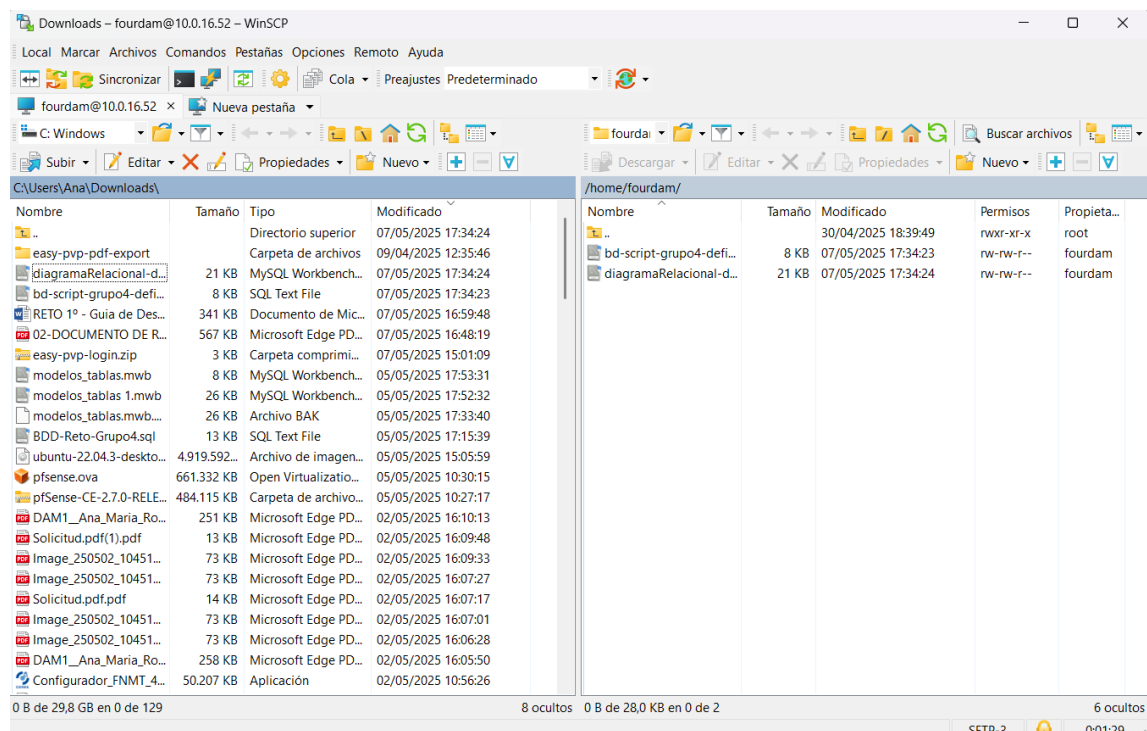 Downloads – fourdam@10.0.16.52 – WinSCP
Local Marcar Archivos Comandos Pestañas Opciones Remoto Ayuda
Sincronizar Cola Preajustes Predeterminado
fourdam@10.0.16.52 × Nueva pestaña
C: Windows
Subir Editar Propiedades Nuevo
C:\Users\Ana\Downloads\
Nombre Tamaño Tipo Modificado
.. Directorio superior 07/05/2025 17:34:24
easy-pvp-pdf-export Carpeta de archivos 09/04/2025 12:35:46
diagramaRelacional-d... 21 KB MySQL Workbench... 07/05/2025 17:34:24
bd-script-grupo4-defi... 8 KB SQL Text File 07/05/2025 17:34:23
RETO 1º - Guia de Des... 341 KB Documento de Mic... 07/05/2025 16:59:48
02-DOCUMENTO DE R... 567 KB Microsoft Edge PD... 07/05/2025 16:48:19
easy-pvp-login.zip 3 KB Carpeta comprimi... 07/05/2025 15:01:09
modelos_tablas.mwb 8 KB MySQL Workbench... 05/05/2025 17:53:31
modelos_tablas 1.mwb 26 KB MySQL Workbench... 05/05/2025 17:52:32
modelos_tablas.mwb.... 26 KB Archivo BAK 05/05/2025 17:33:40
BDD-Reto-Grupo4.sql 13 KB SQL Text File 05/05/2025 17:15:39
ubuntu-22.04.3-deskto... 4.919.592... Archivo de imagen... 05/05/2025 15:05:59
pfsense.ova 661.332 KB Open Virtualizatio... 05/05/2025 10:30:15
pfSense-CE-2.7.0-RELE... 484.115 KB Carpeta de archivo... 05/05/2025 10:27:17
DAM1__Ana_Maria_Ro... 251 KB Microsoft Edge PD... 02/05/2025 16:10:13
Solicitud.pdf(1).pdf 13 KB Microsoft Edge PD... 02/05/2025 16:09:48
Image_250502_10451... 73 KB Microsoft Edge PD... 02/05/2025 16:09:33
Image_250502_10451... 73 KB Microsoft Edge PD... 02/05/2025 16:07:27
Solicitud.pdf.pdf 14 KB Microsoft Edge PD... 02/05/2025 16:07:17
Image_250502_10451... 73 KB Microsoft Edge PD... 02/05/2025 16:07:01
Image_250502_10451... 73 KB Microsoft Edge PD... 02/05/2025 16:06:28
DAM1__Ana_Maria_Ro... 258 KB Microsoft Edge PD... 02/05/2025 16:05:50
Configurador_FNMT_4... 50.207 KB Aplicación 02/05/2025 10:56:26
0 B de 29,8 GB en 0 de 129 8 ocultos
fourdar Buscar archivos
Descargar Editar Propiedades Nuevo
/home/fourdam/
Nombre Tamaño Modificado Permisos Propieta...
.. 30/04/2025 18:39:49 rwxr-xr-x root
bd-script-grupo4-defi... 8 KB 07/05/2025 17:34:23 rw-rw-r-- fourdam
diagramaRelacional-d... 21 KB 07/05/2025 17:34:24 rw-rw-r-- fourdam
0 B de 28,0 KB en 0 de 2 6 ocultos
SFTP-3 0:01:29